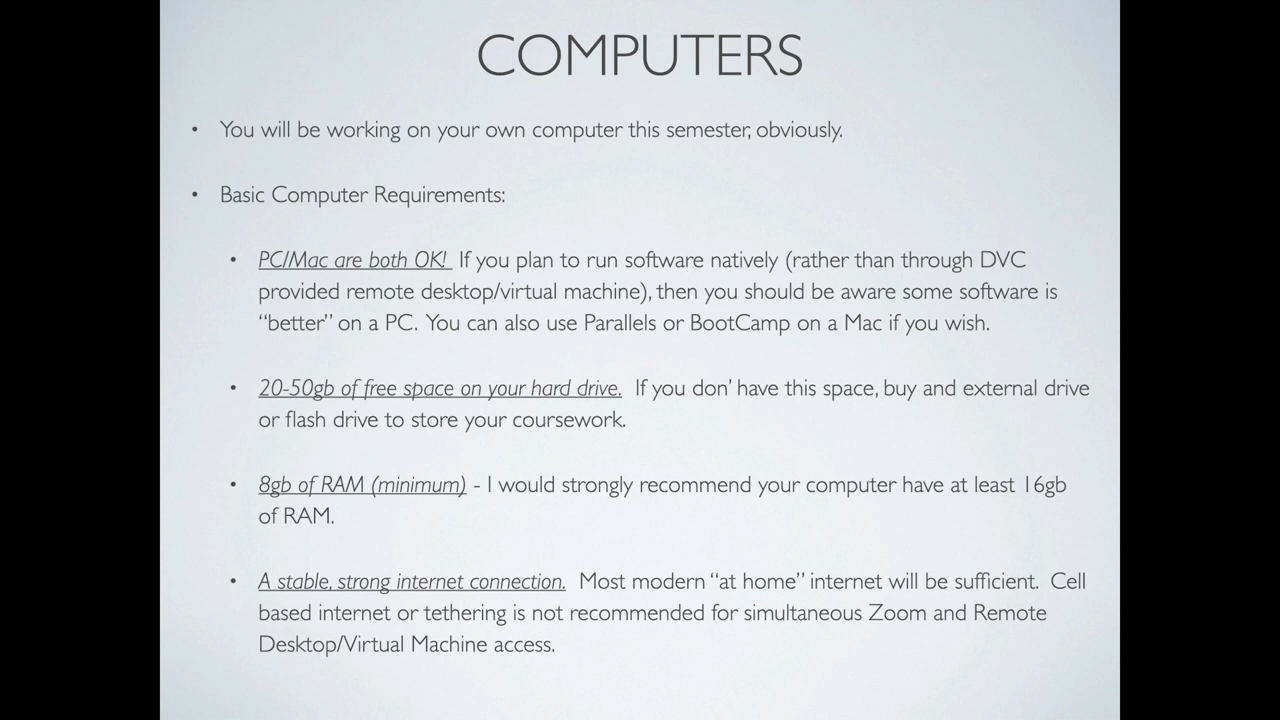 COMPUTERS
• You will be working on your own computer this semester, obviously.
• Basic Computer Requirements:
• PC/Mac are both OK!  If you plan to run software natively (rather than through DVC
provided remote desktop/virtual machine), then you should be aware some software is
“better” on a PC.  You can also use Parallels or BootCamp on a Mac if you wish.
• 20-50gb of free space on your hard drive.  If you don’ have this space, buy and external drive
or flash drive to store your coursework.
• 8gb of RAM (minimum) - I would strongly recommend your computer have at least 16gb
of RAM.
• A stable, strong internet connection.  Most modern “at home” internet will be sufficient.  Cell
based internet or tethering is not recommended for simultaneous Zoom and Remote
Desktop/Virtual Machine access.